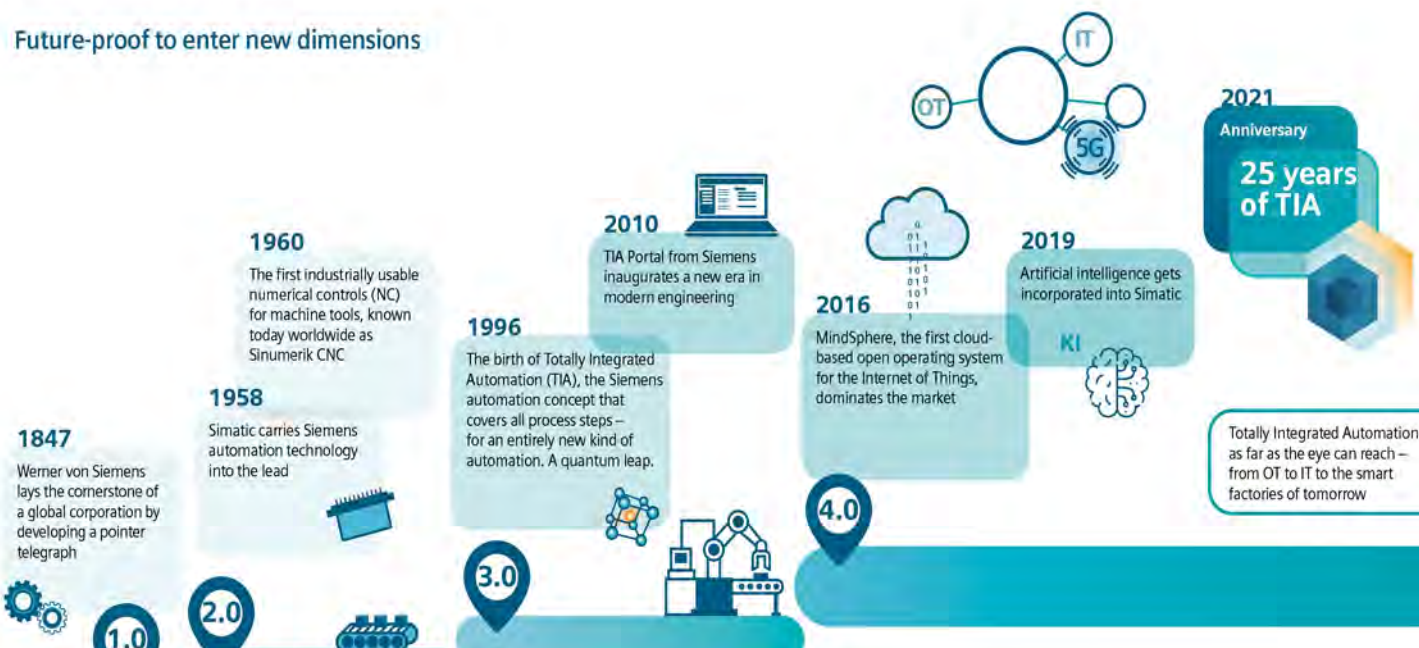 Future-proof to enter new dimensions
1847
Werner von Siemens
lays the cornerstone of
a global corporation by
developing a pointer
telegraph
1.0
1958
Simatic carries Siemens
automation technology
into the lead
2.0
1960
The first industrially usable
numerical controls (NC)
for machine tools, known
today worldwide as
Sinumerik CNC
1996
The birth of Totally Integrated
Automation (TIA), the Siemens
automation concept that
covers all process steps –
for an entirely new kind of
automation. A quantum leap.
3.0
2010
TIA Portal from Siemens
inaugurates a new era in
modern engineering
2016
MindSphere, the first cloud-
based open operating system
for the Internet of Things,
dominates the market
4.0
2019
Artificial intelligence gets
incorporated into Simatic
KI
OT
IT
5G
2021
Anniversary
25 years
of TIA
Totally Integrated Automation
as far as the eye can reach –
from OT to IT to the smart
factories of tomorrow